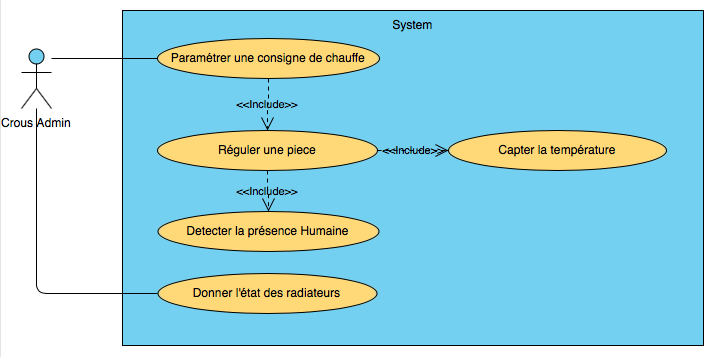 System
Paramétrer une consigne de chauffe
Crous Admin
<<Include>>
Réguler une piece
<<Include>>
Capter la température
<<Include>>
Detecter la présence Humaine
Donner l'état des radiateurs